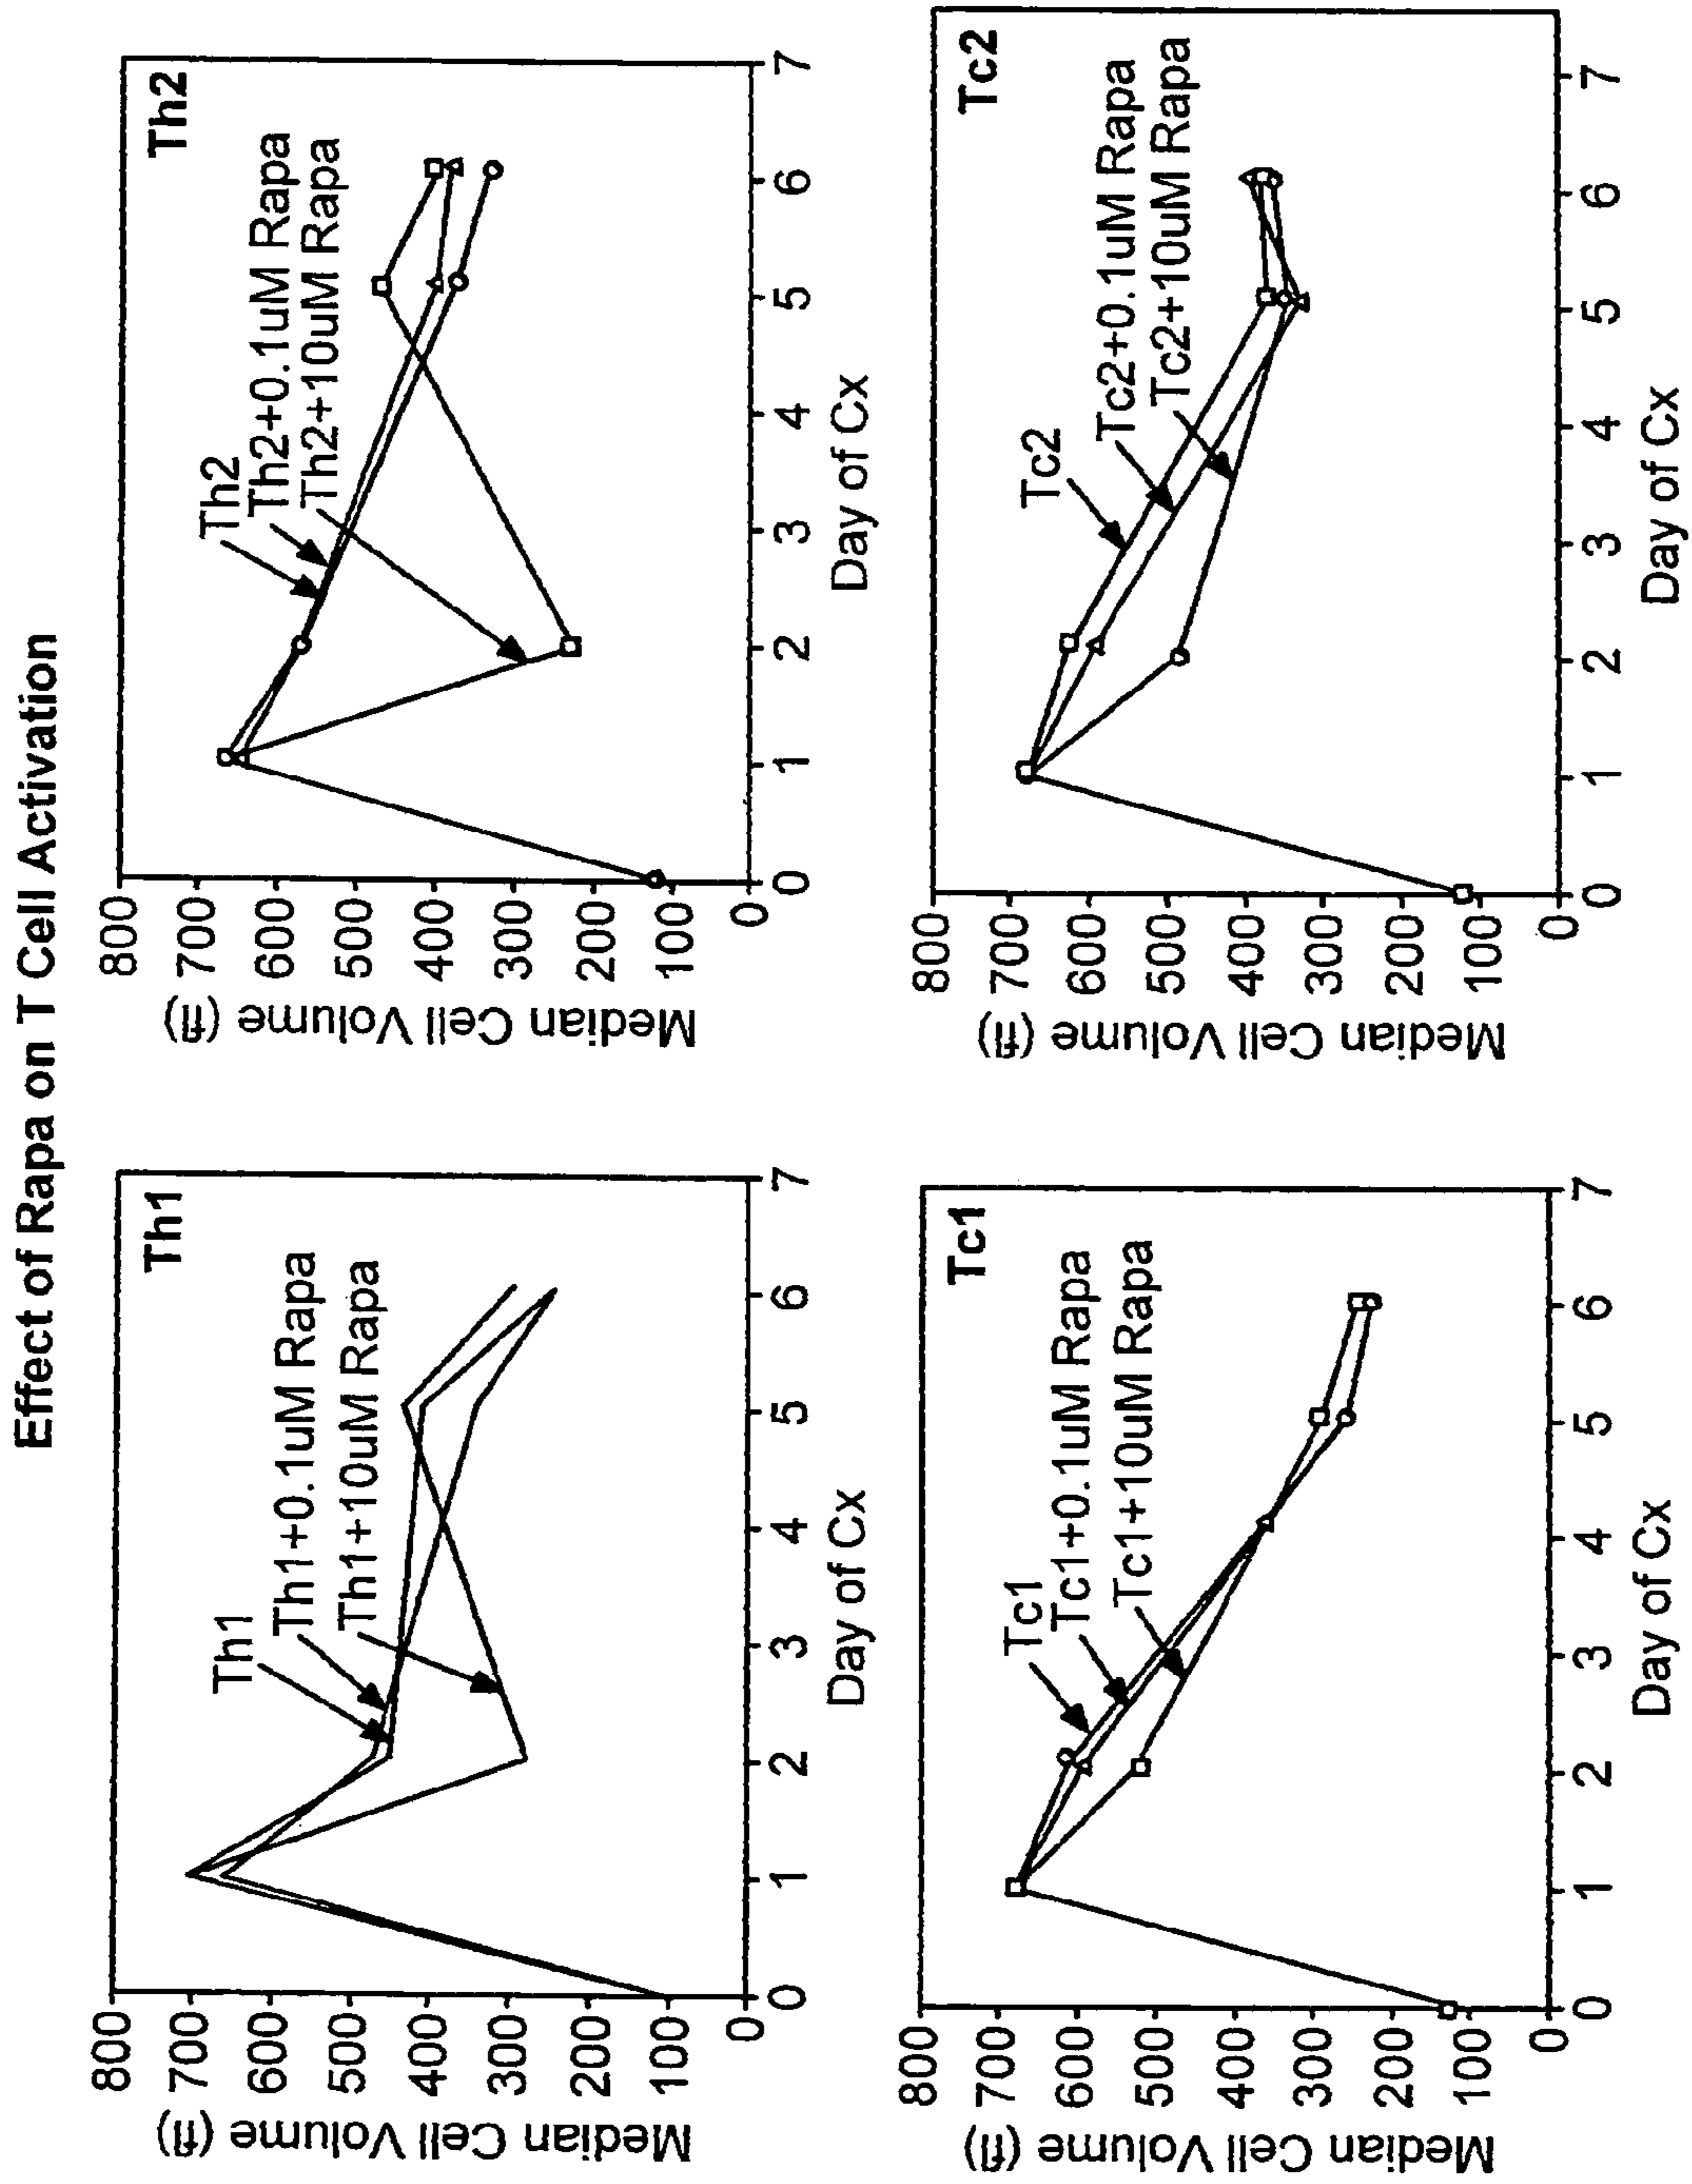 Effect of Rapa on T Cell Activation
Th1
Median Cell Volume (fl)
800
700
600
500
400
300
200
100
0
Th1
Th1+0.1uM Rapa
Th1+10uM Rapa
0 1 2 3 4 5 6 7
Day of Cx
Th2
Median Cell Volume (fl)
800
700
600
500
400
300
200
100
0
Th2
Th2+0.1uM Rapa
Th2+10uM Rapa
0 1 2 3 4 5 6 7
Day of Cx
Tc1
Median Cell Volume (fl)
800
700
600
500
400
300
200
100
0
Tc1
Tc1+0.1uM Rapa
Tc1+10uM Rapa
0 1 2 3 4 5 6 7
Day of Cx
Tc2
Median Cell Volume (fl)
800
700
600
500
400
300
200
100
0
Tc2
Tc2+0.1uM Rapa
Tc2+10uM Rapa
0 1 2 3 4 5 6 7
Day of Cx